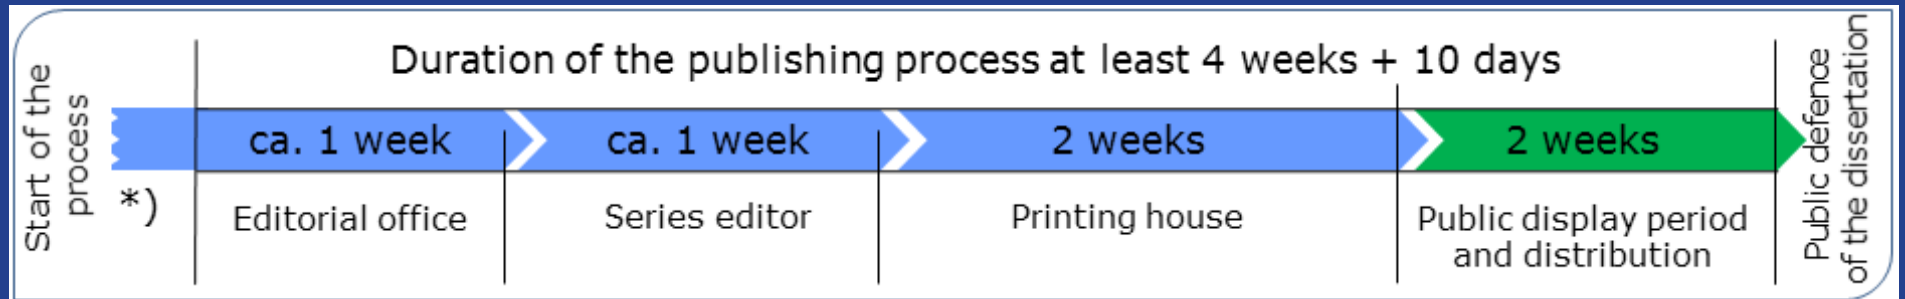 Duration of the publishing process at least 4 weeks + 10 days
Start of the
process
*)
ca. 1 week
ca. 1 week
2 weeks
2 weeks
Editorial office
Series editor
Printing house
Public display period
and distribution
Public defence
of the dissertation